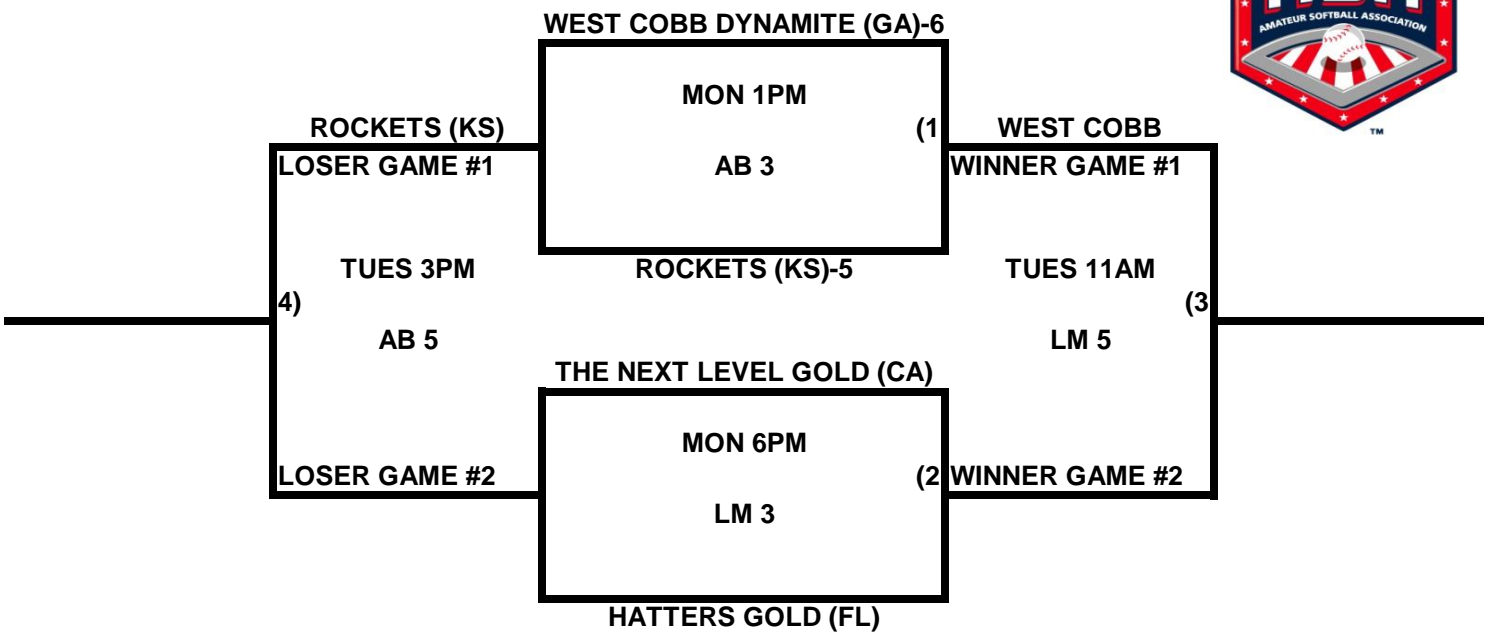 WEST COBB DYNAMITE (GA)-6
AMATEUR SOFTBALL ASSOCIATION
TM
MON 1PM
ROCKETS (KS)
(1
WEST COBB
LOSER GAME #1
AB 3
WINNER GAME #1
TUES 3PM
ROCKETS (KS)-5
TUES 11AM
4)
(3
AB 5
LM 5
THE NEXT LEVEL GOLD (CA)
MON 6PM
LOSER GAME #2
(2
WINNER GAME #2
LM 3
HATTERS GOLD (FL)